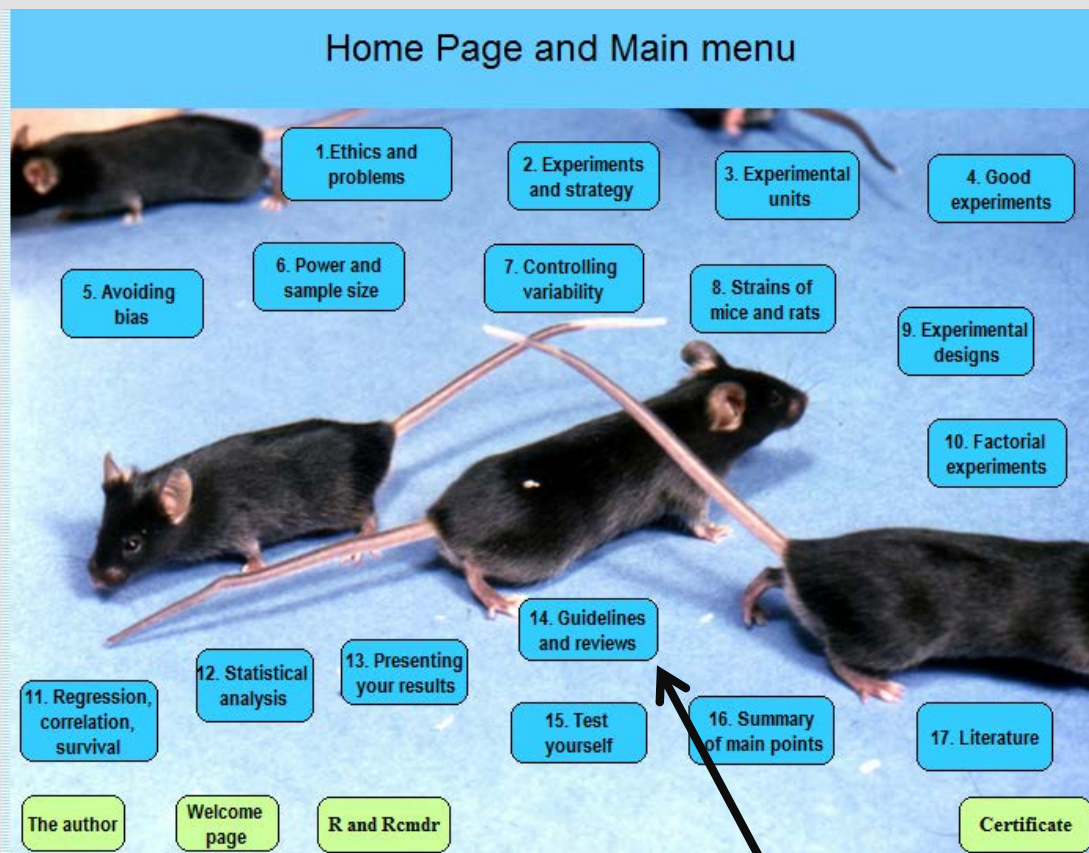 Home Page and Main menu
1.Ethics and
problems
2. Experiments
and strategy
3. Experimental
units
4. Good
experiments
5. Avoiding
bias
6. Power and
sample size
7. Controlling
variability
8. Strains of
mice and rats
9. Experimental
designs
10. Factorial
experiments
11. Regression,
correlation,
survival
12. Statistical
analysis
13. Presenting
your results
14. Guidelines
and reviews
15. Test
yourself
16. Summary
of main points
17. Literature
The author
Welcome
page
R and Rcmdr
Certificate